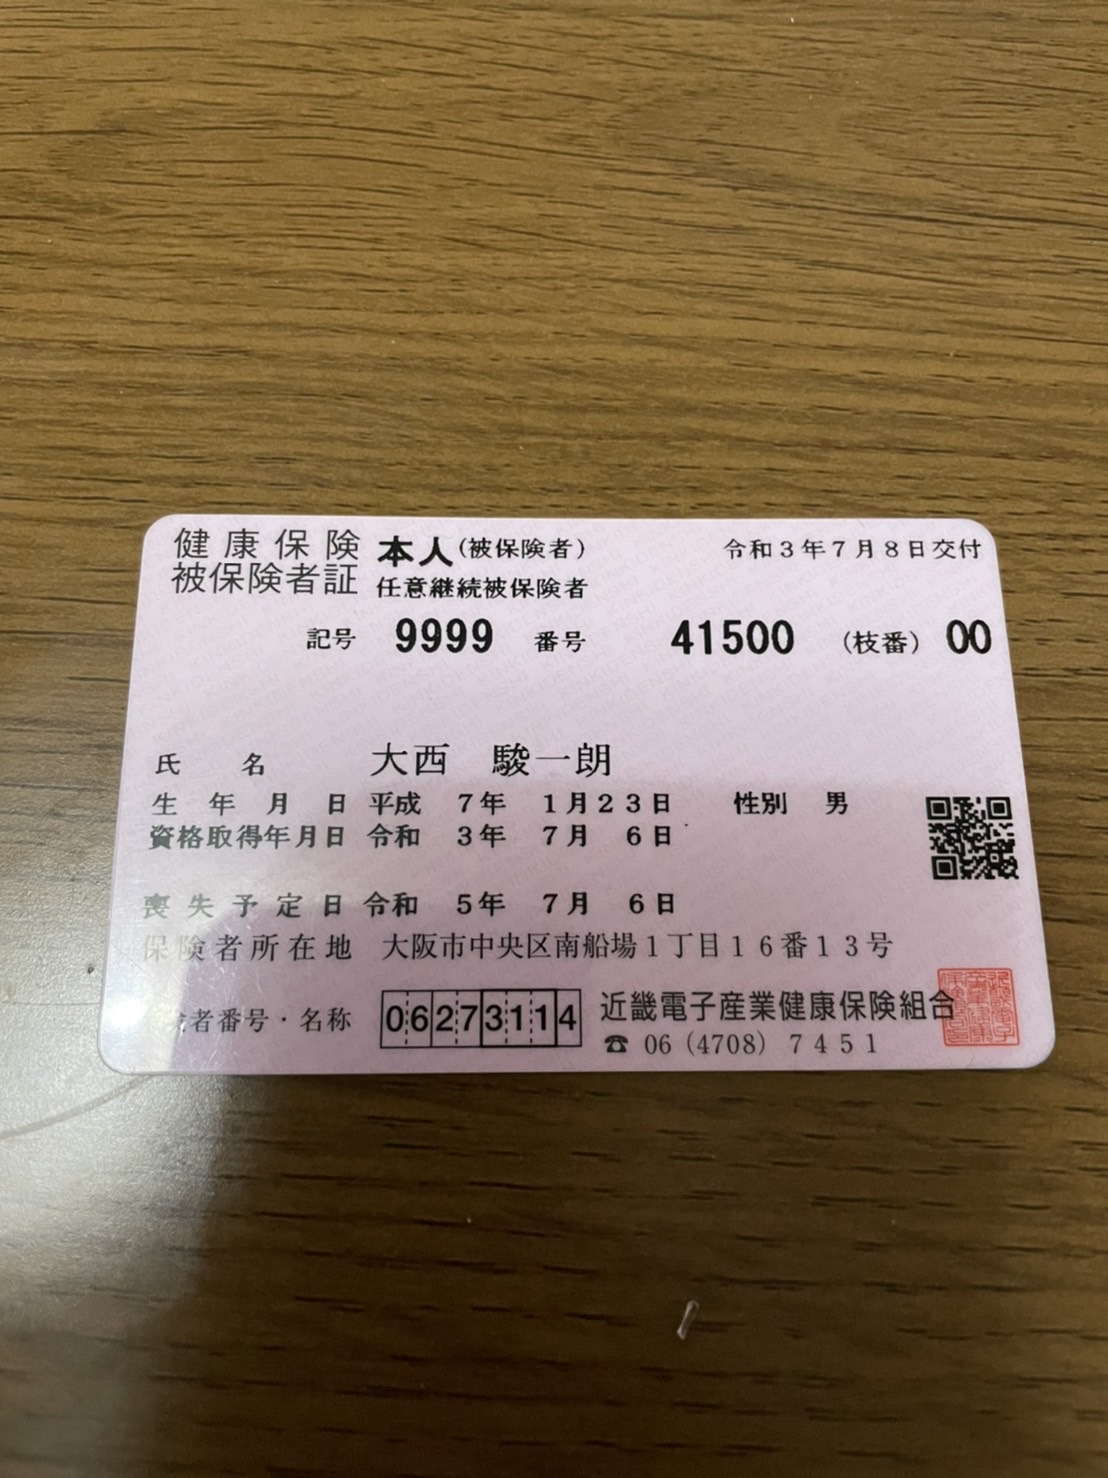 健康保険 本人(被保険者) 令和3年7月8日交付
被保険者証 任意継続被保険者
記号 9999 番号 41500 (枝番) 00
氏名 大西 駿一朗
生年月日 平成 7年 1月23日 性別 男
資格取得年月日 令和 3年 7月 6日
喪失予定日 令和 5年 7月 6日
保険者所在地 大阪市中央区南船場1丁目16番13号
者番号・名称 06273114 近畿電子産業健康保険組合
☎ 06(4708)7451